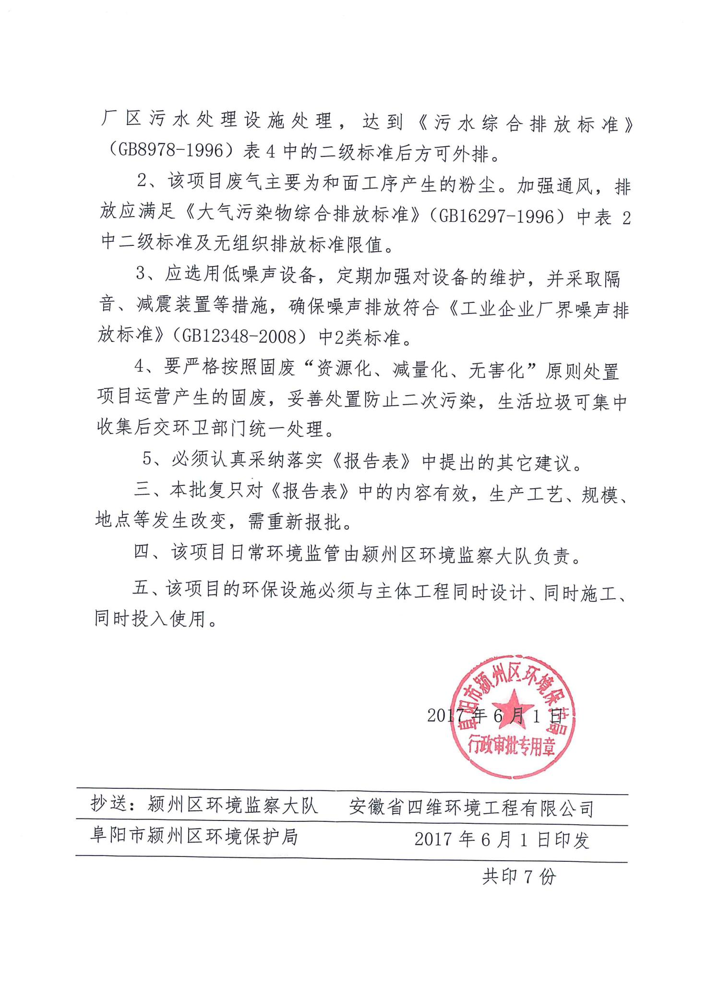 厂区污水处理设施处理，达到《污水综合排放标准》
（GB8978-1996）表 4 中的二级标准后方可外排。
2、该项目废气主要为和面工序产生的粉尘。加强通风，排
放应满足《大气污染物综合排放标准》（GB16297-1996）中表 2
中二级标准及无组织排放标准限值。
3、应选用低噪声设备，定期加强对设备的维护，并采取隔
音、减震装置等措施，确保噪声排放符合《工业企业厂界噪声排
放标准》（GB12348-2008）中2类标准。
4、要严格按照固废“资源化、减量化、无害化”原则处置
项目运营产生的固废，妥善处置防止二次污染，生活垃圾可集中
收集后交环卫部门统一处理。
5、必须认真采纳落实《报告表》中提出的其它建议。
三、本批复只对《报告表》中的内容有效，生产工艺、规模、
地点等发生改变，需重新报批。
四、该项目日常环境监管由颍州区环境监察大队负责。
五、该项目的环保设施必须与主体工程同时设计、同时施工、
同时投入使用。
阜阳市颍州区环境保护局
2017 年 6 月 1 日
行政审批专用章
抄送：颍州区环境监察大队 安徽省四维环境工程有限公司
阜阳市颍州区环境保护局 2017 年 6 月 1 日印发
共印 7 份